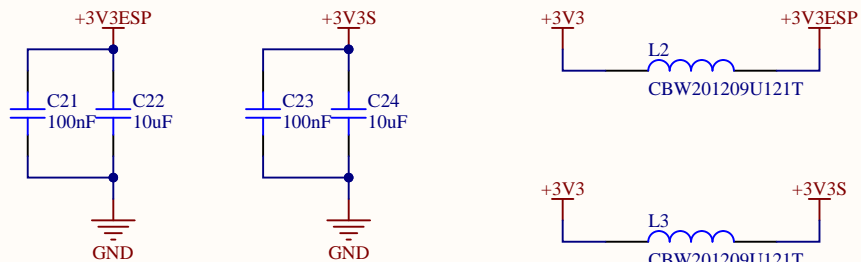 +3V3ESP
+3V3S
+3V3
+3V3ESP
L2
CBW201209U121T
C21
100nF
C22
10uF
C23
100nF
C24
10uF
+3V3
+3V3S
L3
CBW201209U121T
GND
GND